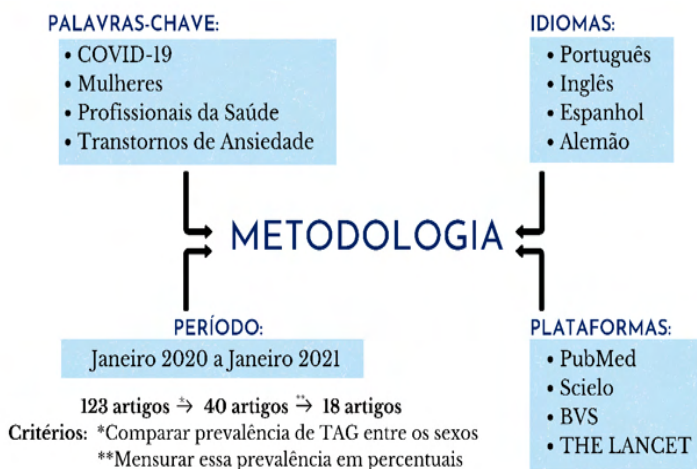 PALAVRAS-CHAVE:
• COVID-19
• Mulheres
• Profissionais da Saúde
• Transtornos de Ansiedade
IDIOMAS:
• Português
• Inglês
• Espanhol
• Alemão
METODOLOGIA
PERÍODO:
Janeiro 2020 a Janeiro 2021
123 artigos *→ 40 artigos **→ 18 artigos
Critérios: *Comparar prevalência de TAG entre os sexos
**Mensurar essa prevalência em percentuais
PLATAFORMAS:
• PubMed
• Scielo
• BVS
• THE LANCET